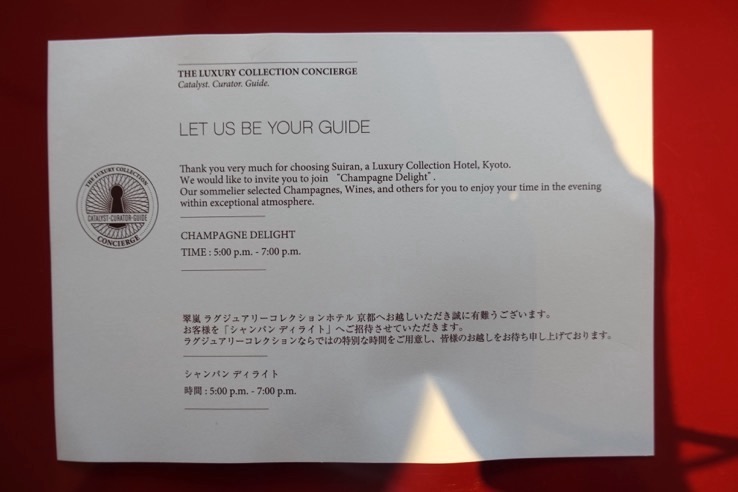 THE LUXURY COLLECTION CONCIERGE
Catalyst. Curator. Guide.
LET US BE YOUR GUIDE
THE LUXURY COLLECTION
CATALYST·CURATOR·GUIDE
CONCIERGE
Thank you very much for choosing Suiran, a Luxury Collection Hotel, Kyoto.
We would like to invite you to join “Champagne Delight”.
Our sommelier selected Champagnes, Wines, and others for you to enjoy your time in the evening
within exceptional atmosphere.
CHAMPAGNE DELIGHT
TIME : 5:00 p.m. - 7:00 p.m.
翠嵐 ラグジュアリーコレクションホテル 京都へお越しいただき誠に有難うございます。
お客様を「シャンパン ディライト」へご招待させていただきます。
ラグジュアリーコレクションならではの特別な時間をご用意し、皆様のお越しをお待ち申し上げております。
シャンパン ディライト
時間 : 5:00 p.m. - 7:00 p.m.